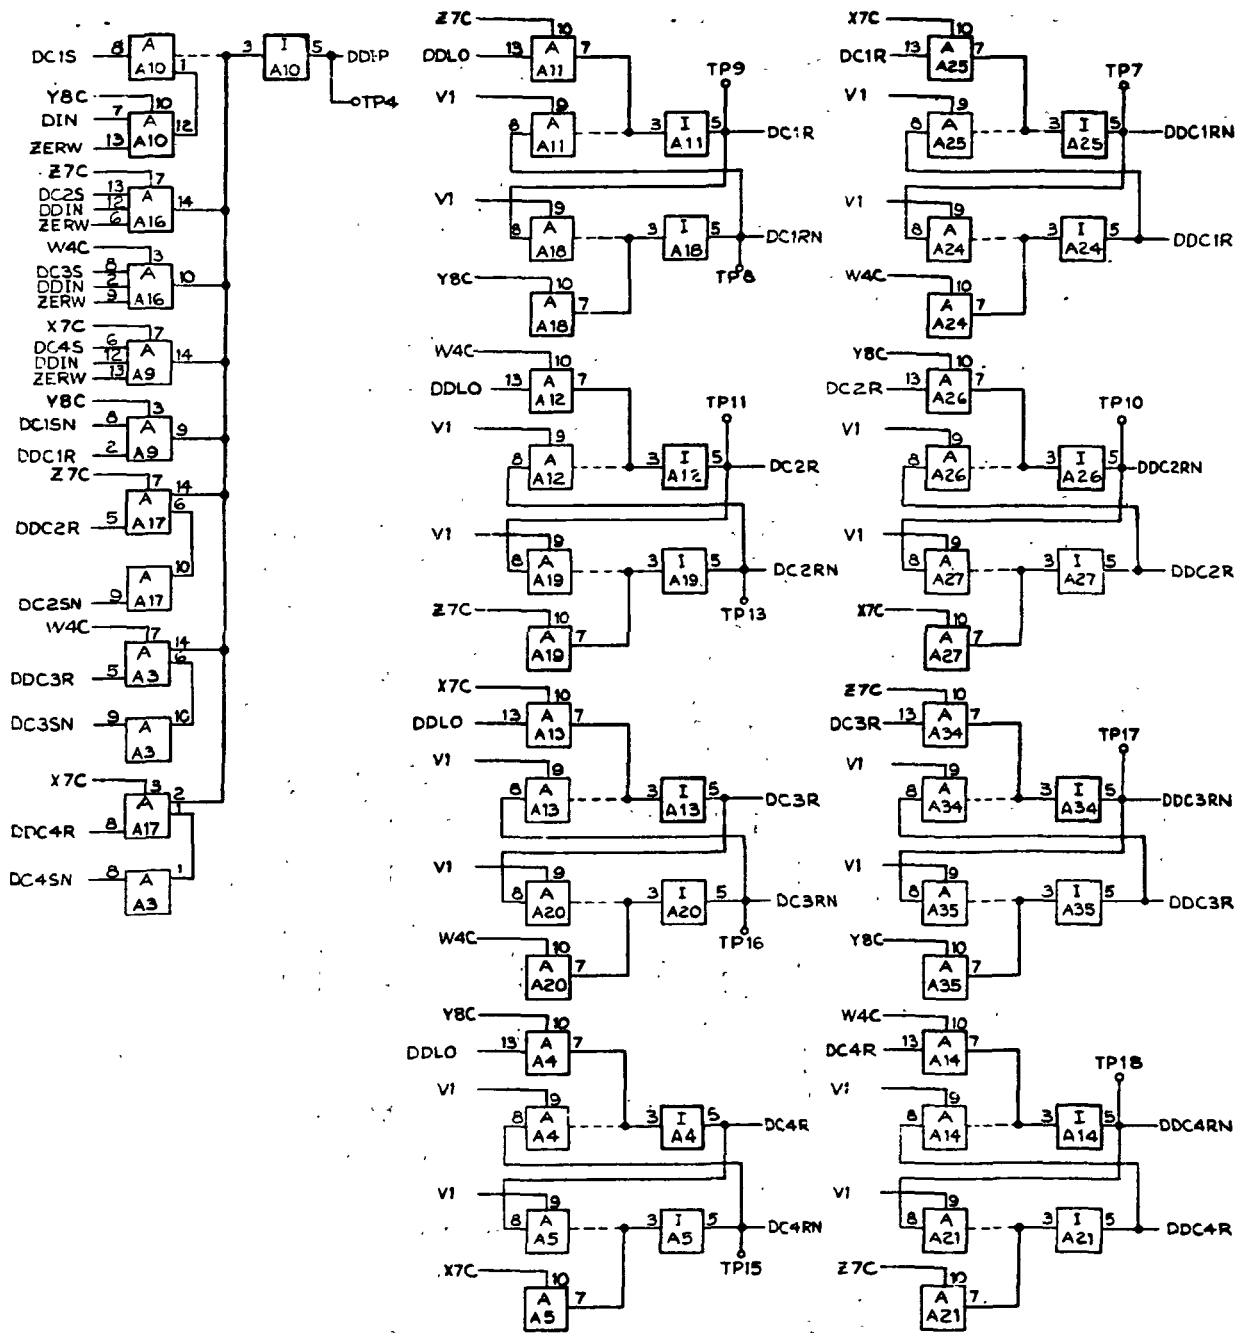 DC1S 8 A A10 1 3 I A10 5 DDIP
TP4
Y8C 10
DIN 7 A A10 12
ZERW 13
Z7C 7
DC2S 13 A A16 14
DDIN 12
ZERW 6
W4C 3
DC3S 8 A A16 10
DDIN 2
ZERW 9
X7C 7
DC4S 6 A A9 14
DDIN 12
ZERW 13
Y8C 3
DC1SN 8 A A9 9
DDC1R 2
Z7C 7
A A17 14
6
DDC2R 5
A A17 10
DC2SN 9
W4C 7
A A3 14
6
DDC3R 5
DC3SN 9 A A3 10
X7C 3
A A17 2
1
DDC4R 8
DC4SN 8 A A3 1
Z7C 10
DDLO 13 A A11 7
TP9
V1 9
8 A A11 3 I A11 5 DC1R
V1 9
8 A A18 3 I A18 5 DC1RN
TP8
Y8C 10
A A18 7
W4C 10
DDLO 13 A A12 7
TP11
V1 9
8 A A12 3 I A12 5 DC2R
V1 9
8 A A19 3 I A19 5 DC2RN
TP13
Z7C 10
A A19 7
X7C 10
DDLO 13 A A13 7
V1 9
8 A A13 3 I A13 5 DC3R
V1 9
8 A A20 3 I A20 5 DC3RN
TP16
W4C 10
A A20 7
Y8C 10
DDLO 13 A A4 7
V1 9
8 A A4 3 I A4 5 DC4R
V1 9
8 A A5 3 I A5 5 DC4RN
TP15
X7C 10
A A5 7
X7C 10
DC1R 13 A A25 7
TP7
V1 9
8 A A25 3 I A25 5 DDC1RN
V1 9
8 A A24 3 I A24 5 DDC1R
W4C 10
A A24 7
Y8C 10
DC2R 13 A A26 7
TP10
V1 9
8 A A26 3 I A26 5 DDC2RN
V1 9
8 A A27 3 I A27 5 DDC2R
X7C 10
A A27 7
Z7C 10
DC3R 13 A A34 7
TP17
V1 9
8 A A34 3 I A34 5 DDC3RN
V1 9
8 A A35 3 I A35 5 DDC3R
Y8C 10
A A35 7
W4C 10
DC4R 13 A A14 7
TP18
V1 9
8 A A14 3 I A14 5 DDC4RN
V1 9
8 A A21 3 I A21 5 DDC4R
Z7C 10
A A21 7